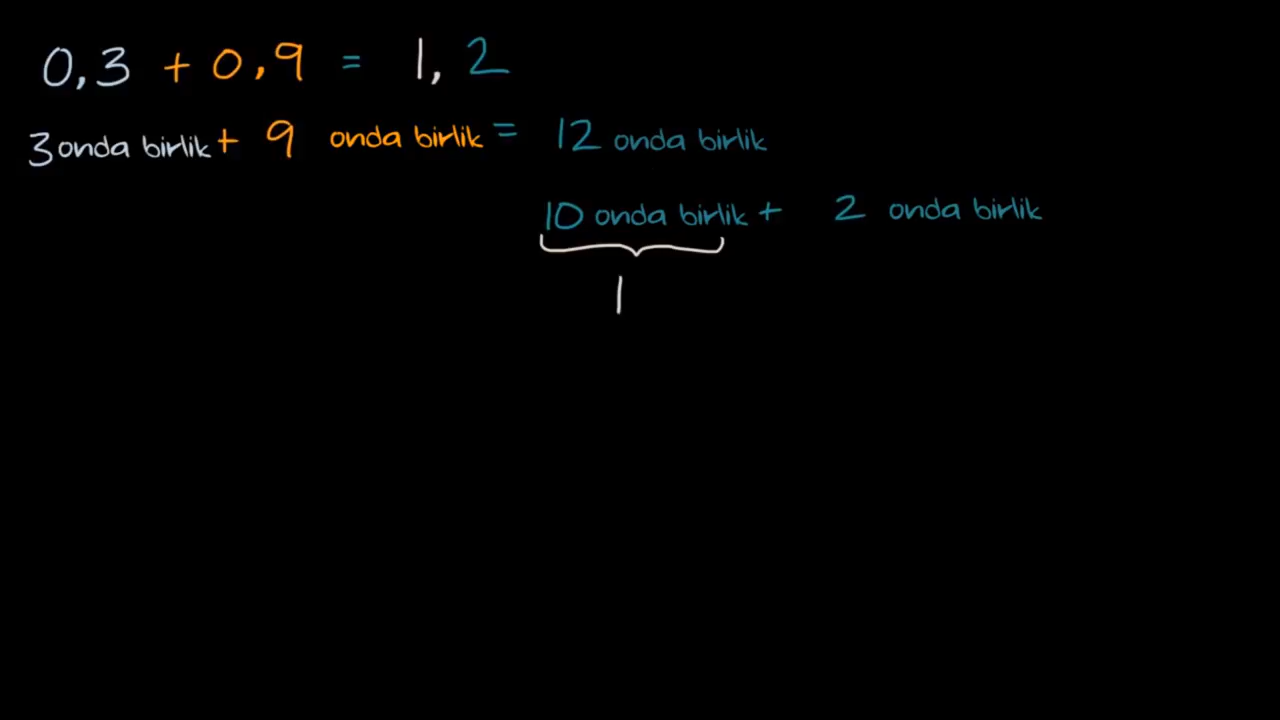 0,3 + 0,9 = 1,2
3 onda birlik + 9 onda birlik = 12 onda birlik
10 onda birlik + 2 onda birlik
1